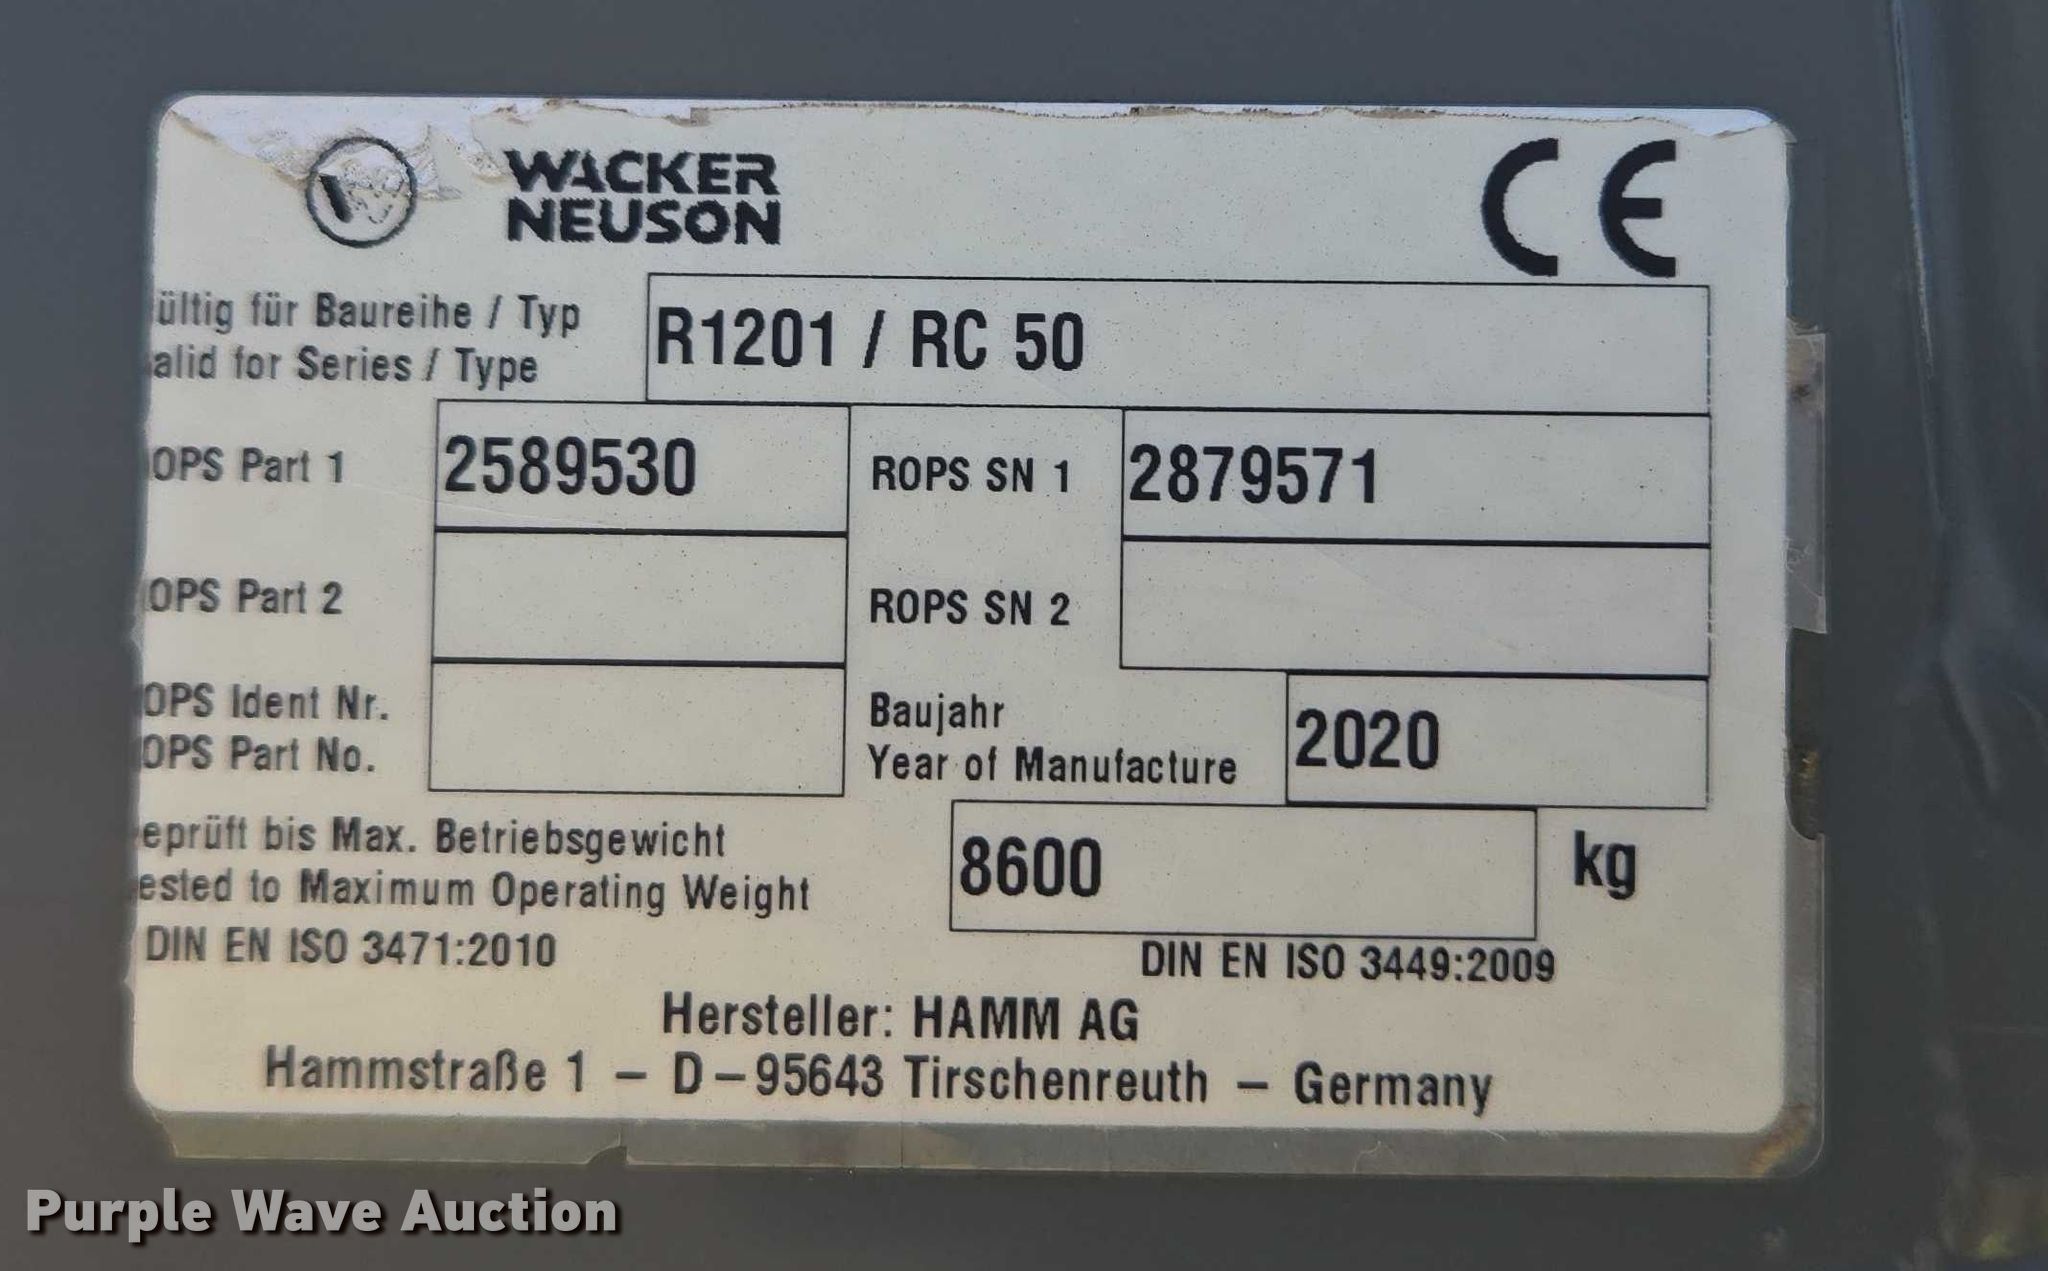 WACKER
NEUSON
CE
ültig für Baureihe / Typ
alid for Series / Type
R1201 / RC 50
OPS Part 1
2589530
ROPS SN 1
2879571
OPS Part 2
ROPS SN 2
OPS Ident Nr.
OPS Part No.
Baujahr
Year of Manufacture
2020
eprüft bis Max. Betriebsgewicht
ested to Maximum Operating Weight
8600
kg
DIN EN ISO 3471:2010
DIN EN ISO 3449:2009
Hersteller: HAMM AG
Hammstraße 1 – D–95643 Tirschenreuth – Germany
Purple Wave Auction